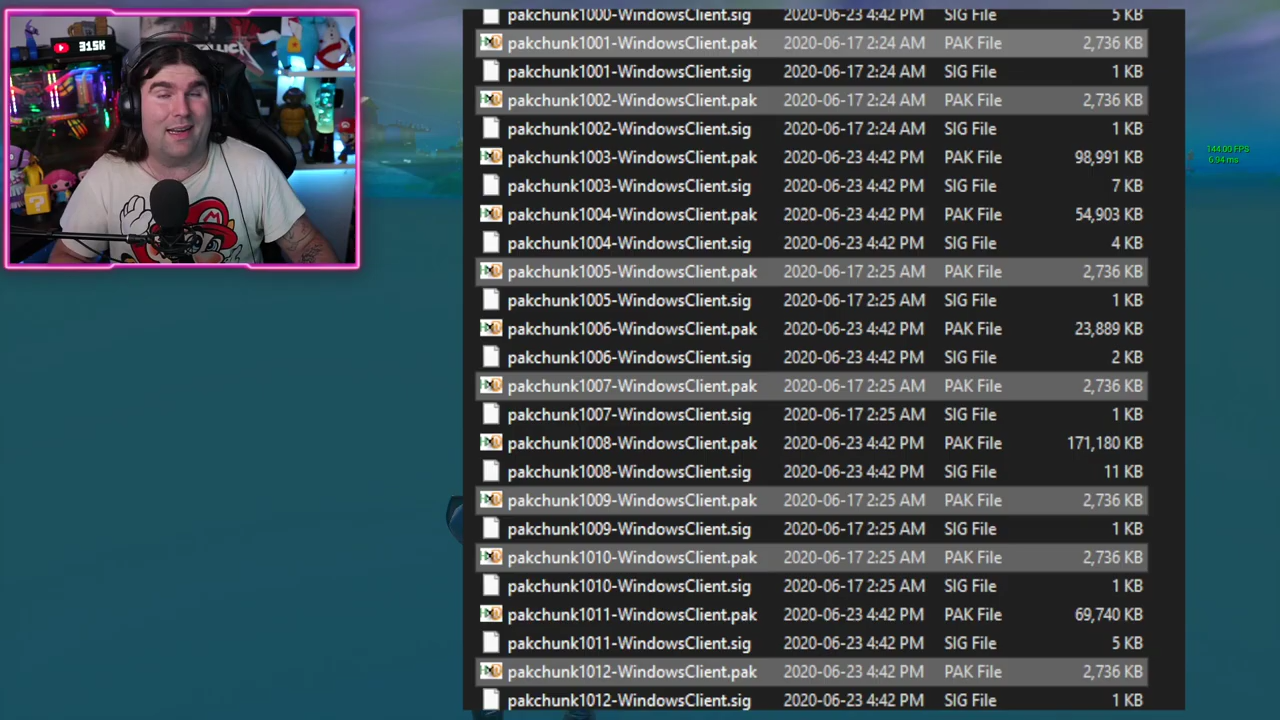 315K
METALLICA
pakchunk1000-WindowsClient.sig 2020-06-23 4:42 PM SIG File 5 KB
pakchunk1001-WindowsClient.pak 2020-06-17 2:24 AM PAK File 2,736 KB
pakchunk1001-WindowsClient.sig 2020-06-17 2:24 AM SIG File 1 KB
pakchunk1002-WindowsClient.pak 2020-06-17 2:24 AM PAK File 2,736 KB
pakchunk1002-WindowsClient.sig 2020-06-17 2:24 AM SIG File 1 KB
pakchunk1003-WindowsClient.pak 2020-06-23 4:42 PM PAK File 98,991 KB
pakchunk1003-WindowsClient.sig 2020-06-23 4:42 PM SIG File 7 KB
pakchunk1004-WindowsClient.pak 2020-06-23 4:42 PM PAK File 54,903 KB
pakchunk1004-WindowsClient.sig 2020-06-23 4:42 PM SIG File 4 KB
pakchunk1005-WindowsClient.pak 2020-06-17 2:25 AM PAK File 2,736 KB
pakchunk1005-WindowsClient.sig 2020-06-17 2:25 AM SIG File 1 KB
pakchunk1006-WindowsClient.pak 2020-06-23 4:42 PM PAK File 23,889 KB
pakchunk1006-WindowsClient.sig 2020-06-23 4:42 PM SIG File 2 KB
pakchunk1007-WindowsClient.pak 2020-06-17 2:25 AM PAK File 2,736 KB
pakchunk1007-WindowsClient.sig 2020-06-17 2:25 AM SIG File 1 KB
pakchunk1008-WindowsClient.pak 2020-06-23 4:42 PM PAK File 171,180 KB
pakchunk1008-WindowsClient.sig 2020-06-23 4:42 PM SIG File 11 KB
pakchunk1009-WindowsClient.pak 2020-06-17 2:25 AM PAK File 2,736 KB
pakchunk1009-WindowsClient.sig 2020-06-17 2:25 AM SIG File 1 KB
pakchunk1010-WindowsClient.pak 2020-06-17 2:25 AM PAK File 2,736 KB
pakchunk1010-WindowsClient.sig 2020-06-17 2:25 AM SIG File 1 KB
pakchunk1011-WindowsClient.pak 2020-06-23 4:42 PM PAK File 69,740 KB
pakchunk1011-WindowsClient.sig 2020-06-23 4:42 PM SIG File 5 KB
pakchunk1012-WindowsClient.pak 2020-06-23 4:42 PM PAK File 2,736 KB
pakchunk1012-WindowsClient.sig 2020-06-23 4:42 PM SIG File 1 KB
144.00 FPS
6.94 ms